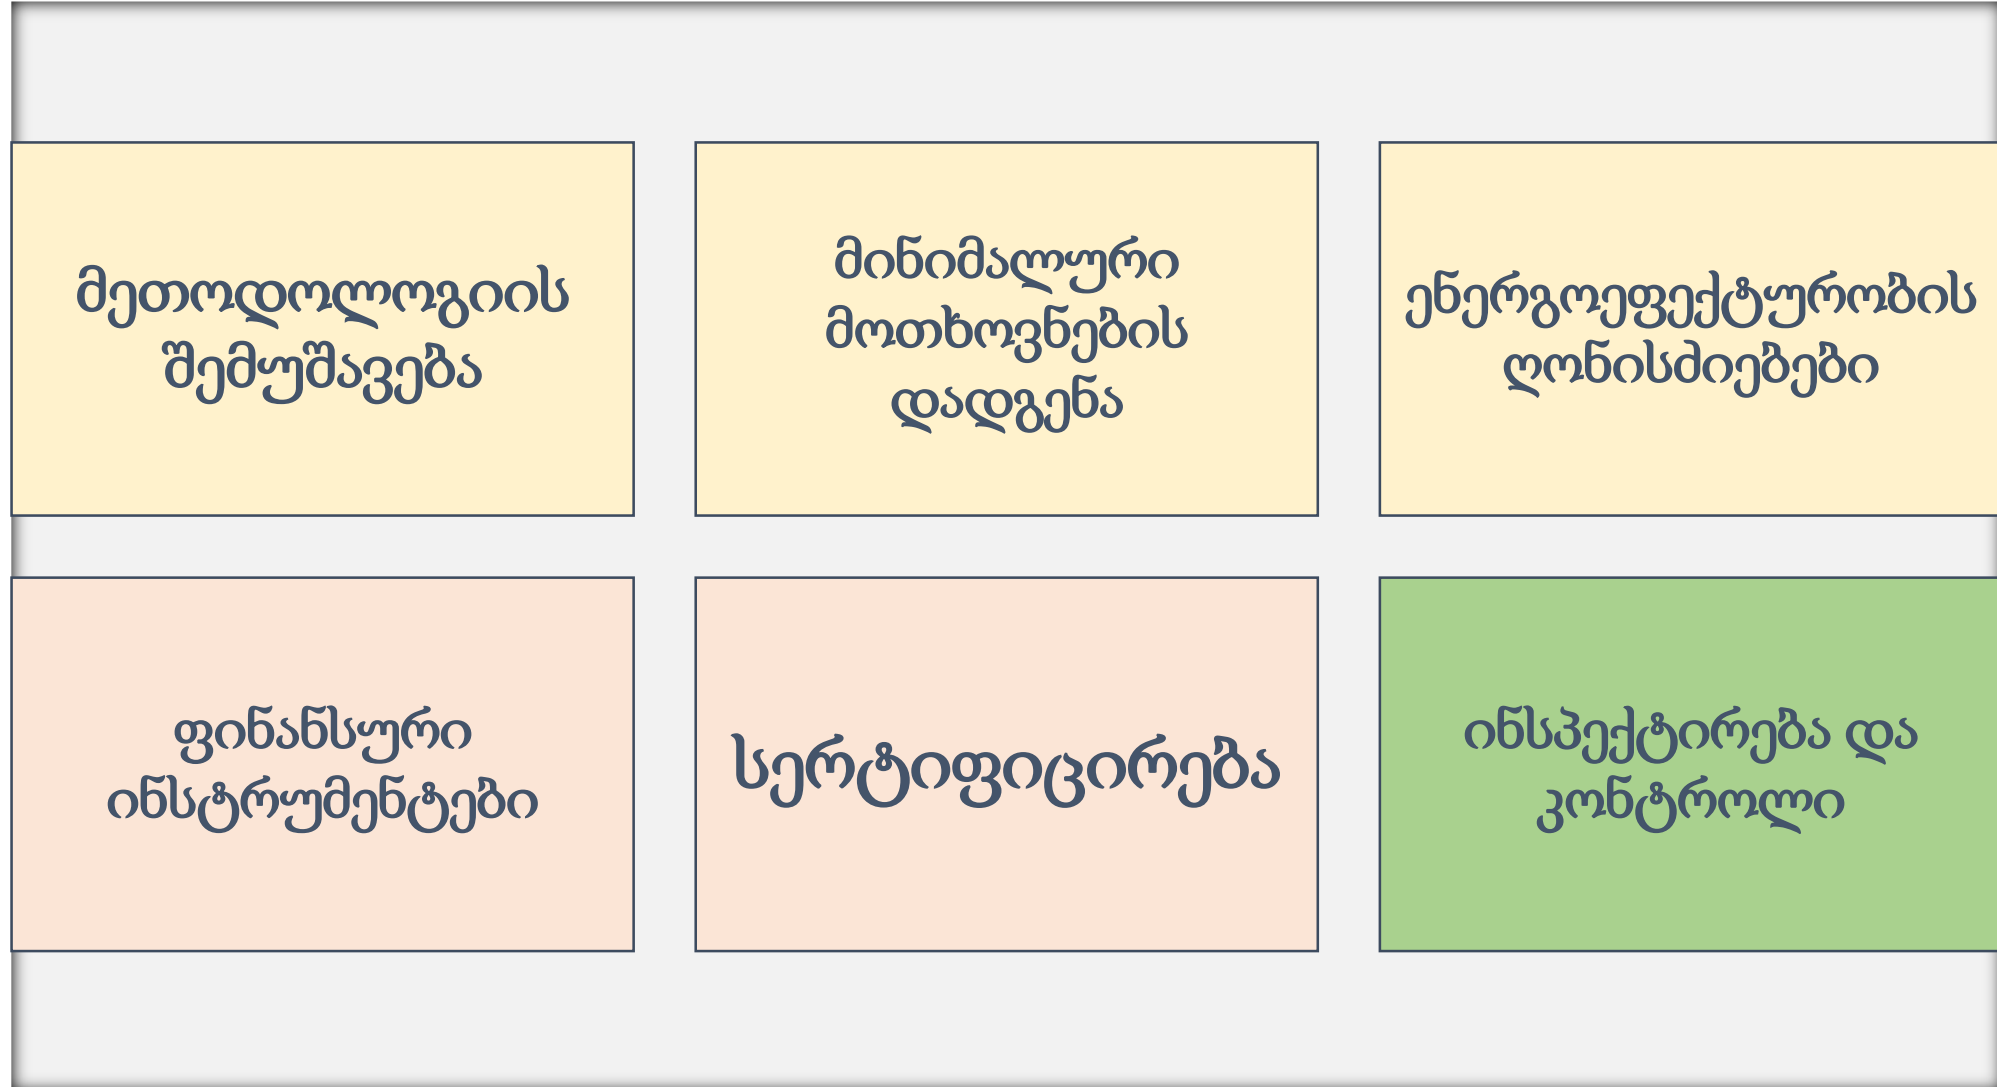 მეთოდოლოგიის
შემუშავება
მინიმალური
მოთხოვნების
დადგენა
ენერგოეფექტურობის
ღონისძიებები
ფინანსური
ინსტრუმენტები
სერტიფიცირება
ინსპექტირება და
კონტროლი